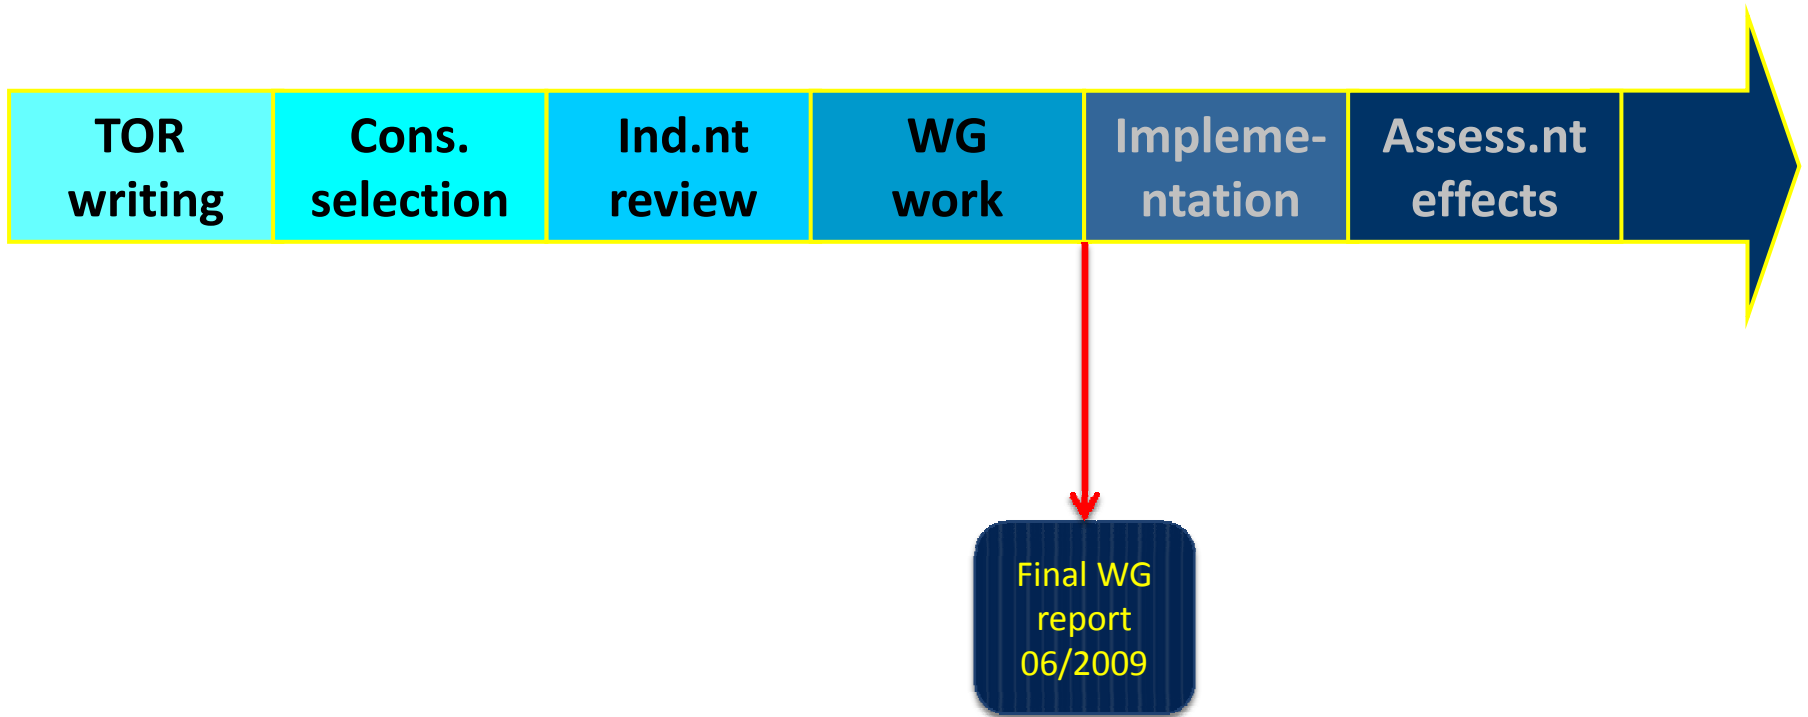 TOR
writing
Cons.
selection
Ind.nt
review
WG
work
Impleme-
ntation
Assess.nt
effects
Final WG
report
06/2009